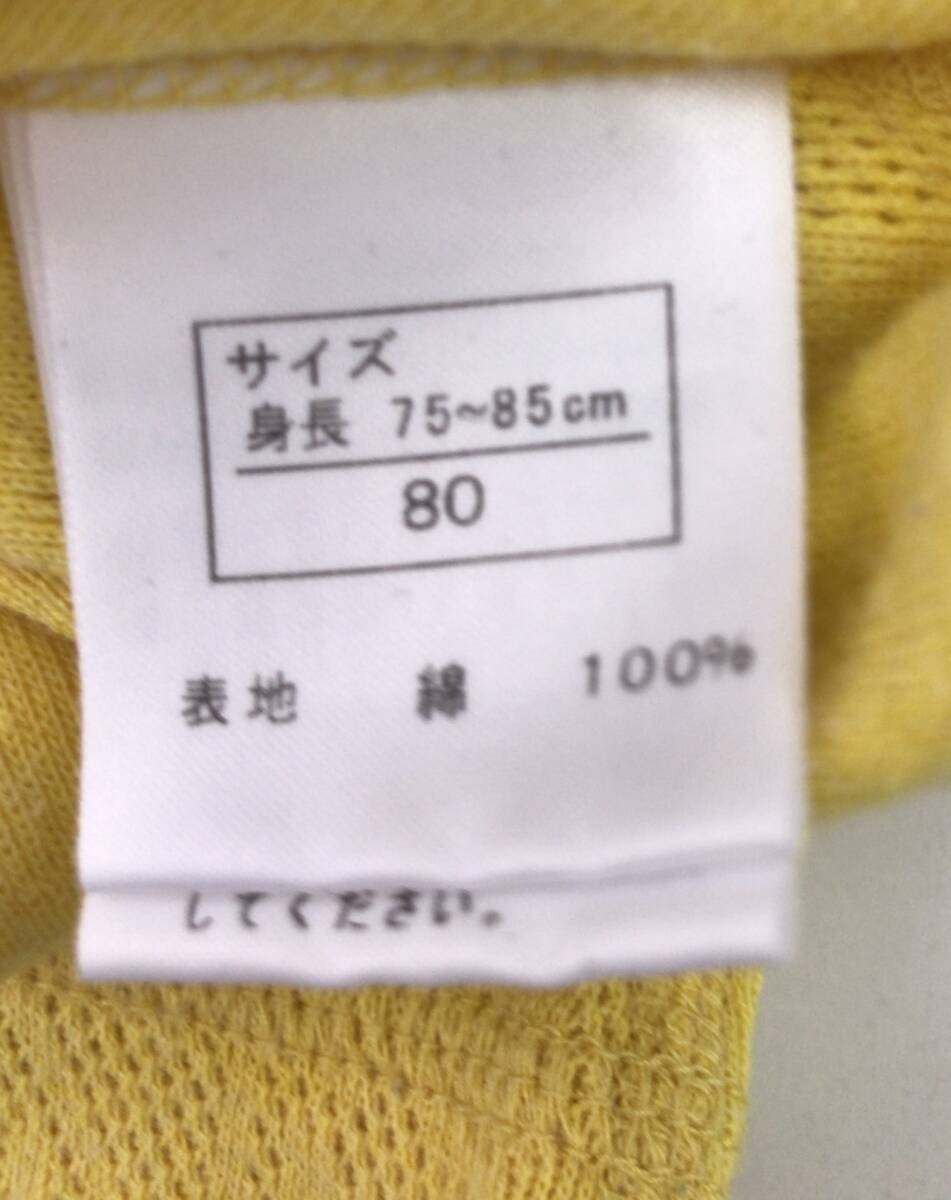 サイズ
身長 75~85cm
80
表地 綿 100%
してください。